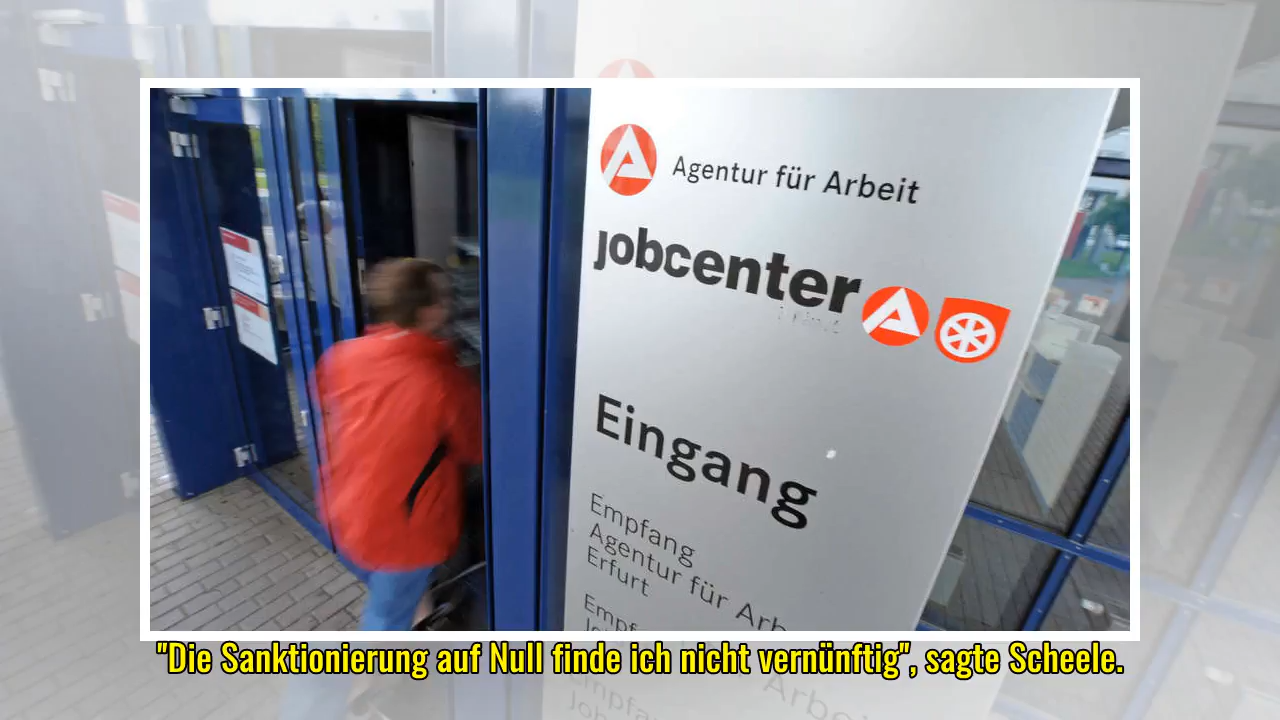 Agentur für Arbeit
jobcenter
Eingang
Empfang
Agentur für Arb
Erfurt
Empf
"Die Sanktionierung auf Null finde ich nicht vernünftig", sagte Scheele.